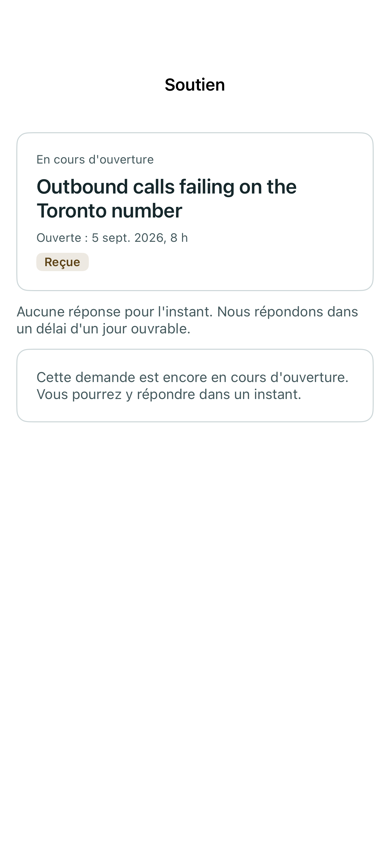 Soutien
En cours d'ouverture
Outbound calls failing on the
Toronto number
Ouverte : 5 sept. 2026, 8 h
Reçue
Aucune réponse pour l'instant. Nous répondons dans
un délai d'un jour ouvrable.
Cette demande est encore en cours d'ouverture.
Vous pourrez y répondre dans un instant.